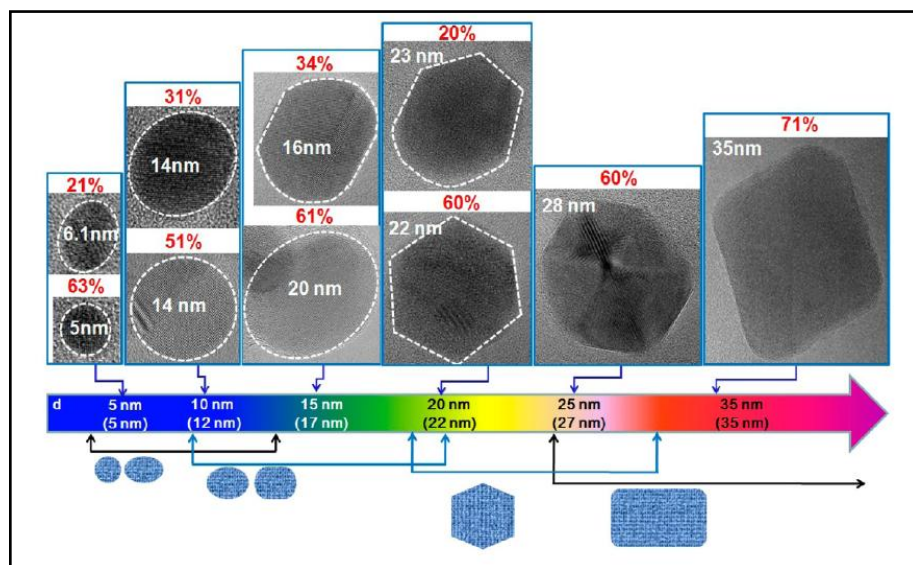 21%
6.1nm
63%
5nm
31%
14nm
51%
14 nm
34%
16nm
61%
20 nm
20%
23 nm
60%
22 nm
60%
28 nm
71%
35nm
d 5 nm 10 nm 15 nm 20 nm 25 nm 35 nm
(5 nm) (12 nm) (17 nm) (22 nm) (27 nm) (35 nm)